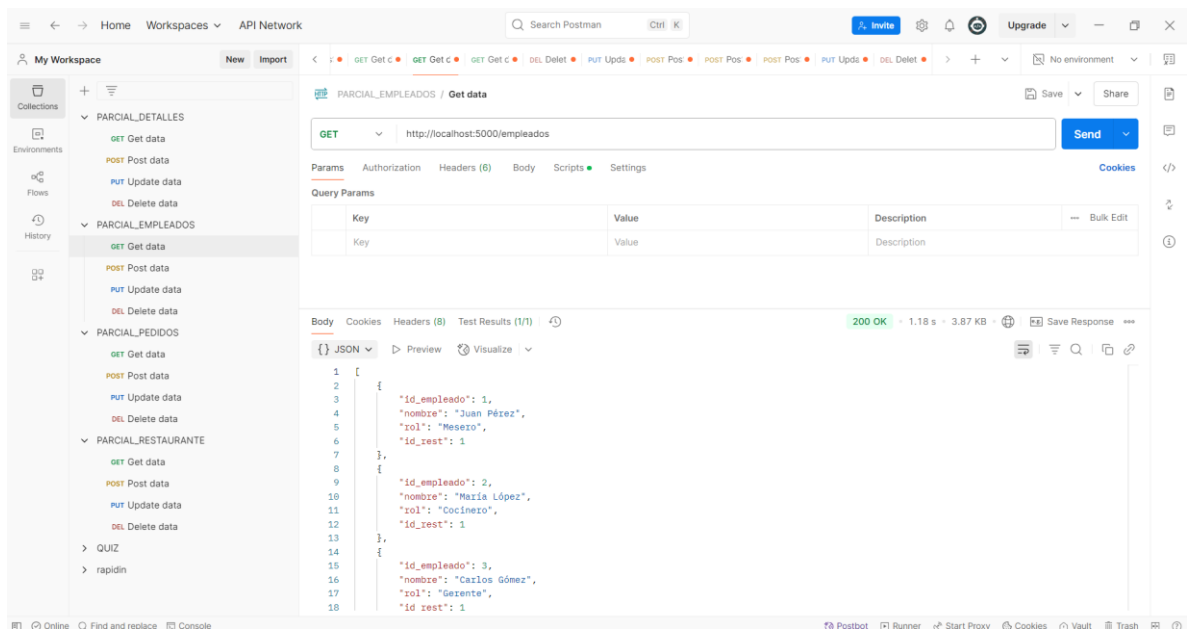 Home Workspaces API Network Search Postman Ctrl K Invite Upgrade
My Workspace New Import GET Get c GET Get c GET Get c DEL Delet PUT Upda POST Pos POST Pos POST Pos PUT Upda DEL Delet No environment
Collections
Environments
Flows
History
PARCIAL_DETALLES
GET Get data
POST Post data
PUT Update data
DEL Delete data
PARCIAL_EMPLEADOS
GET Get data
POST Post data
PUT Update data
DEL Delete data
PARCIAL_PEDIDOS
GET Get data
POST Post data
PUT Update data
DEL Delete data
PARCIAL_RESTAURANTE
GET Get data
POST Post data
PUT Update data
DEL Delete data
QUIZ
rapidin
HTTP PARCIAL_EMPLEADOS / Get data Save Share
GET http://localhost:5000/empleados Send
Params Authorization Headers (6) Body Scripts Settings Cookies
Query Params
Key Value Description Bulk Edit
Key Value Description
Body Cookies Headers (8) Test Results (1/1) 200 OK 1.18 s 3.87 KB Save Response
{} JSON Preview Visualize
1 [
2 {
3 "id_empleado": 1,
4 "nombre": "Juan Pérez",
5 "rol": "Mesero",
6 "id_rest": 1
7 },
8 {
9 "id_empleado": 2,
10 "nombre": "María López",
11 "rol": "Cocinero",
12 "id_rest": 1
13 },
14 {
15 "id_empleado": 3,
16 "nombre": "Carlos Gómez",
17 "rol": "Gerente",
18 "id_rest": 1
Online Find and replace Console Postbot Runner Start Proxy Cookies Vault Trash